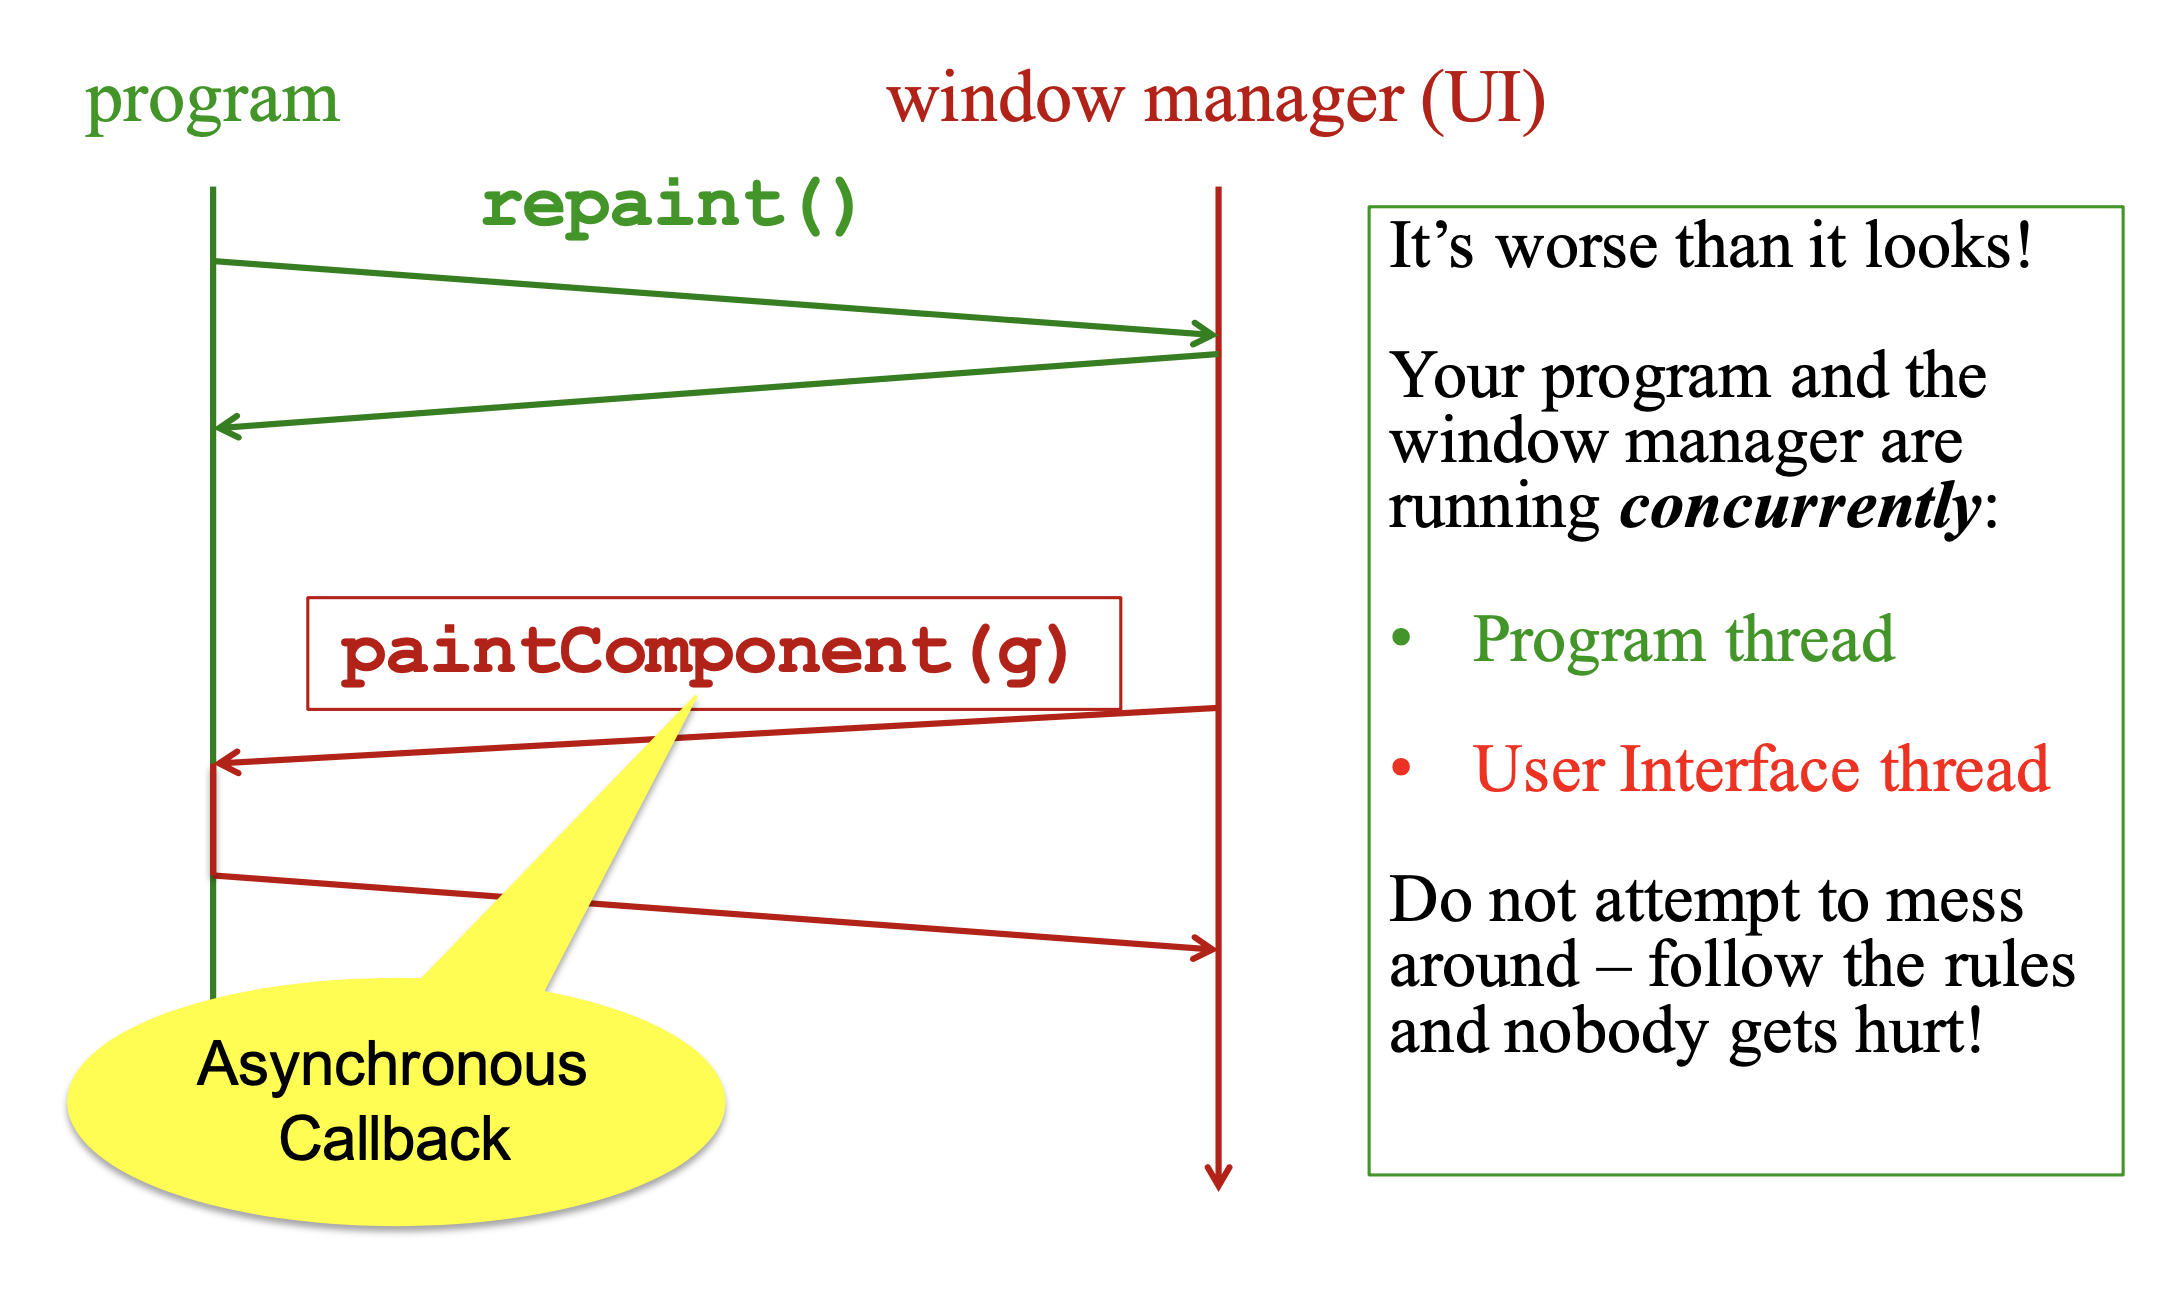 program
window manager (UI)
repaint()
paintComponent(g)
Asynchronous
Callback
It’s worse than it looks!
Your program and the
window manager are
running concurrently:
• Program thread
• User Interface thread
Do not attempt to mess
around – follow the rules
and nobody gets hurt!